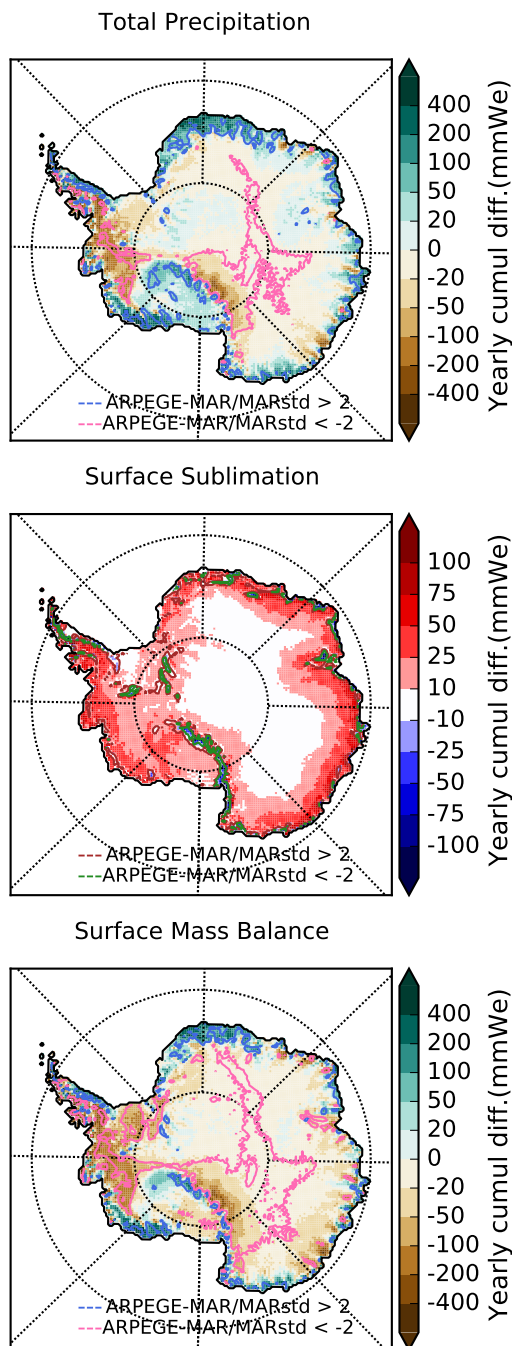 Total Precipitation
400
200
100
50
20
0
-20
-50
-100
-200
-400
Yearly cumul diff.(mmWe)
ARPEGE-MAR/MARstd > 2
ARPEGE-MAR/MARstd < -2
Surface Sublimation
100
75
50
25
10
-10
-25
-50
-75
-100
Yearly cumul diff.(mmWe)
ARPEGE-MAR/MARstd > 2
ARPEGE-MAR/MARstd < -2
Surface Mass Balance
400
200
100
50
20
0
-20
-50
-100
-200
-400
Yearly cumul diff.(mmWe)
ARPEGE-MAR/MARstd > 2
ARPEGE-MAR/MARstd < -2